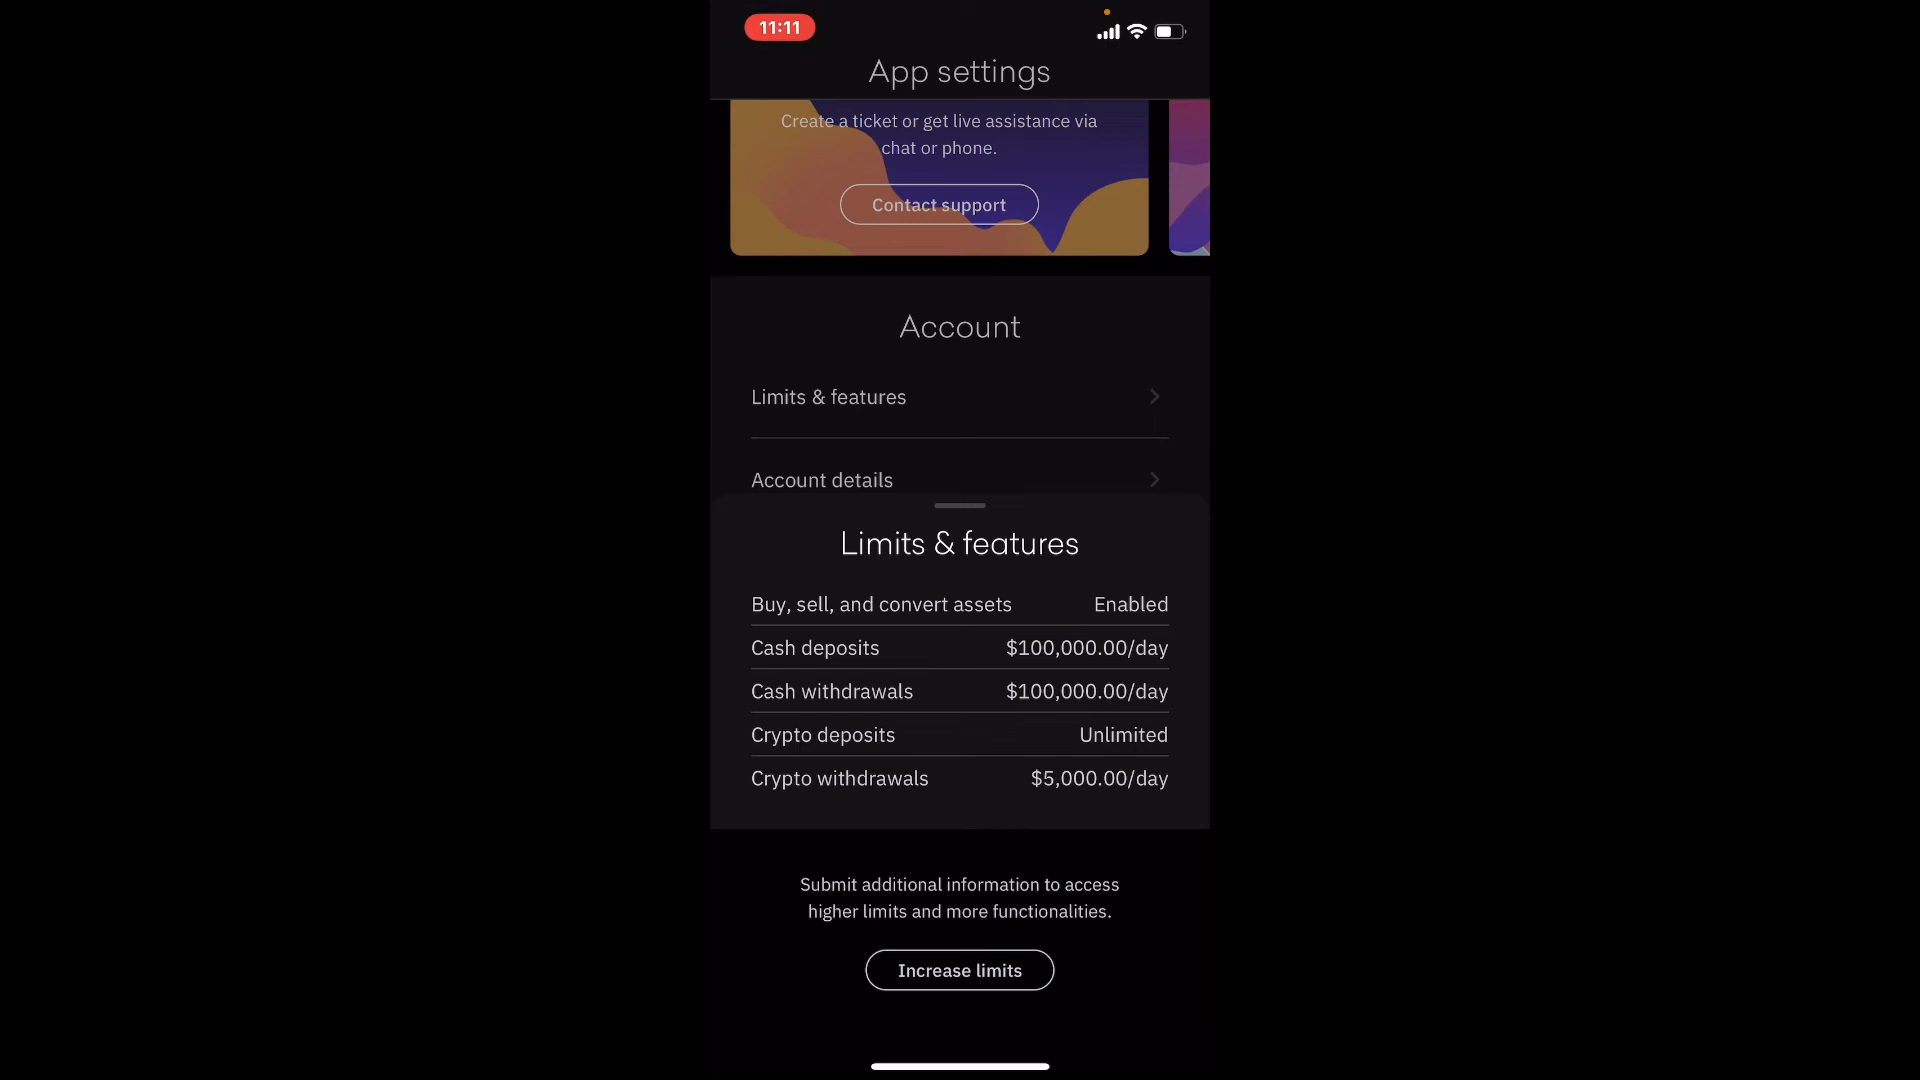 11:11
App settings
Create a ticket or get live assistance via
chat or phone.
Contact support
Account
Limits & features
Account details
Limits & features
Buy, sell, and convert assets Enabled
Cash deposits $100,000.00/day
Cash withdrawals $100,000.00/day
Crypto deposits Unlimited
Crypto withdrawals $5,000.00/day
Submit additional information to access
higher limits and more functionalities.
Increase limits